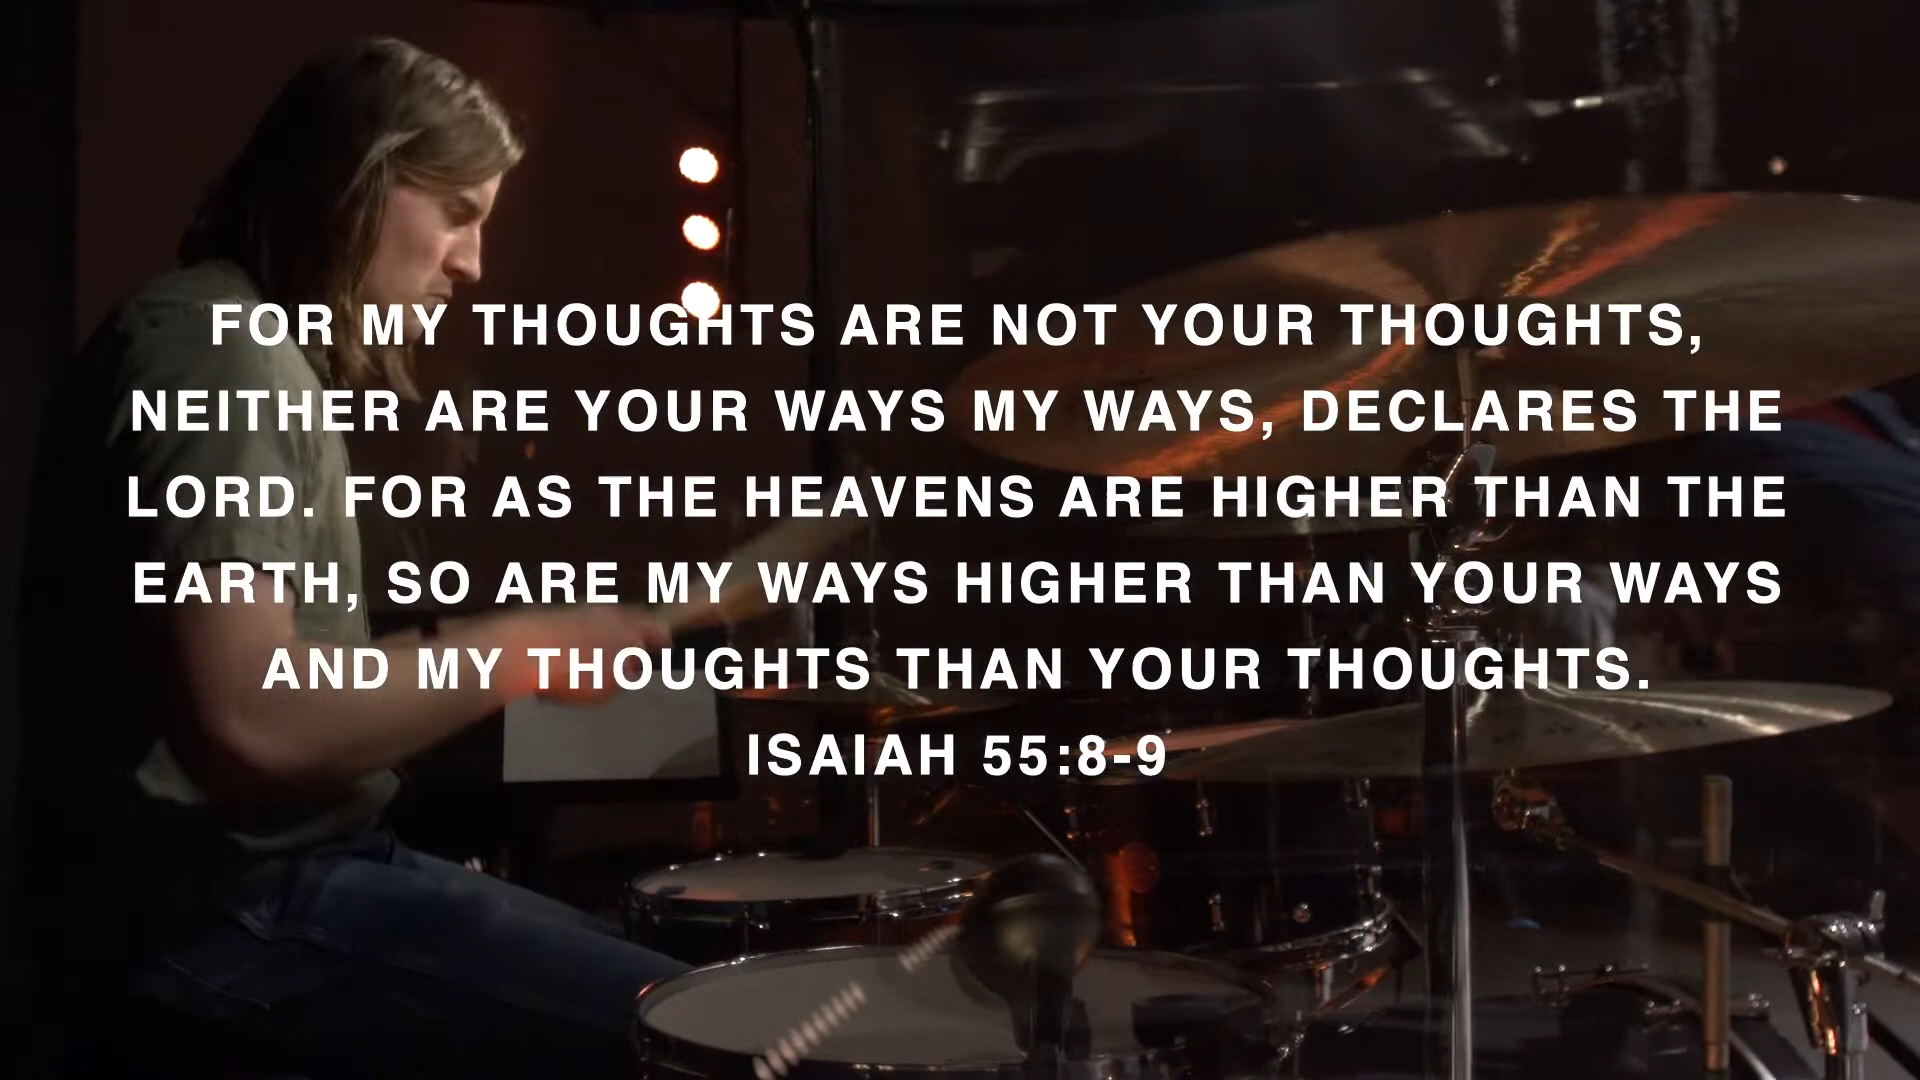 FOR MY THOUGHTS ARE NOT YOUR THOUGHTS,
NEITHER ARE YOUR WAYS MY WAYS, DECLARES THE
LORD. FOR AS THE HEAVENS ARE HIGHER THAN THE
EARTH, SO ARE MY WAYS HIGHER THAN YOUR WAYS
AND MY THOUGHTS THAN YOUR THOUGHTS.
ISAIAH 55:8-9